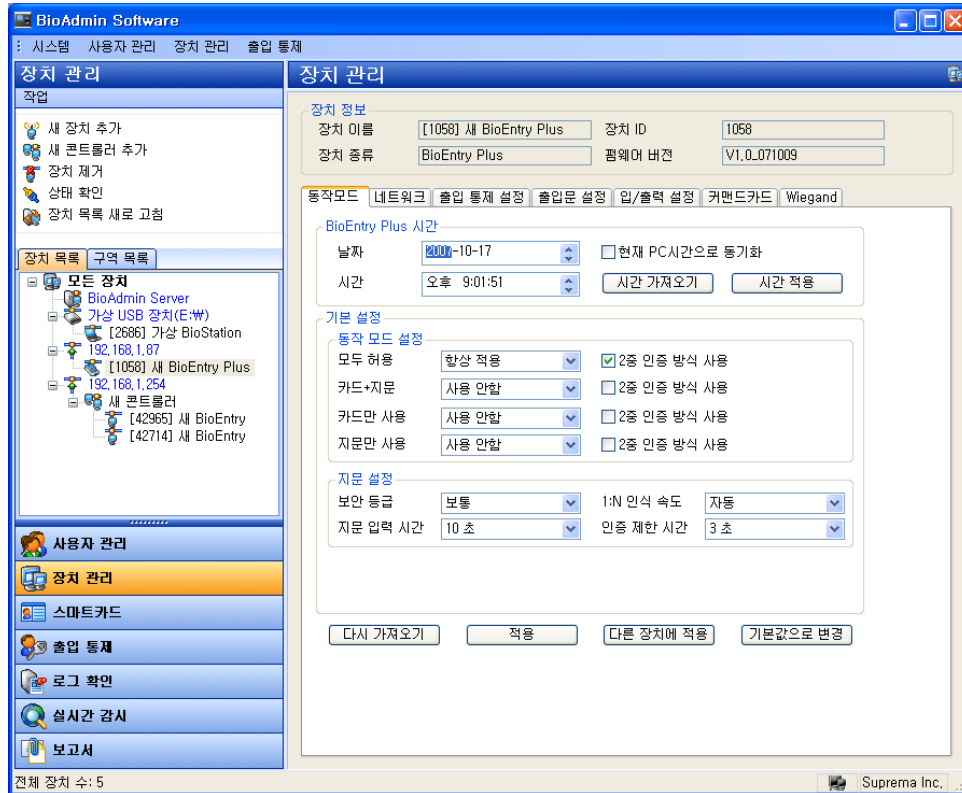 BioAdmin Software
시스템 사용자 관리 장치 관리 출입 통제
장치 관리
작업
새 장치 추가
새 콘트롤러 추가
장치 제거
상태 확인
장치 목록 새로 고침
장치 목록 구역 목록
모든 장치
BioAdmin Server
가상 USB 장치(E:₩)
[2686] 가상 BioStation
192.168.1.87
[1058] 새 BioEntry Plus
192.168.1.254
새 콘트롤러
[42965] 새 BioEntry
[42714] 새 BioEntry
사용자 관리
장치 관리
스마트카드
출입 통제
로그 확인
실시간 감시
보고서
장치 관리
장치 정보
장치 이름 [1058] 새 BioEntry Plus 장치 ID 1058
장치 종류 BioEntry Plus 펌웨어 버전 V1.0_071009
동작모드 네트워크 출입 통제 설정 출입문 설정 입/출력 설정 커맨드카드 Wiegand
BioEntry Plus 시간
날짜 2007-10-17 현재 PC시간으로 동기화
시간 오후 9:01:51 시간 가져오기 시간 적용
기본 설정
동작 모드 설정
모두 허용 항상 적용 2중 인증 방식 사용
카드+지문 사용 안함 2중 인증 방식 사용
카드만 사용 사용 안함 2중 인증 방식 사용
지문만 사용 사용 안함 2중 인증 방식 사용
지문 설정
보안 등급 보통 1:N 인식 속도 자동
지문 입력 시간 10 초 인증 제한 시간 3 초
다시 가져오기 적용 다른 장치에 적용 기본값으로 변경
전체 장치 수: 5 Suprema Inc.